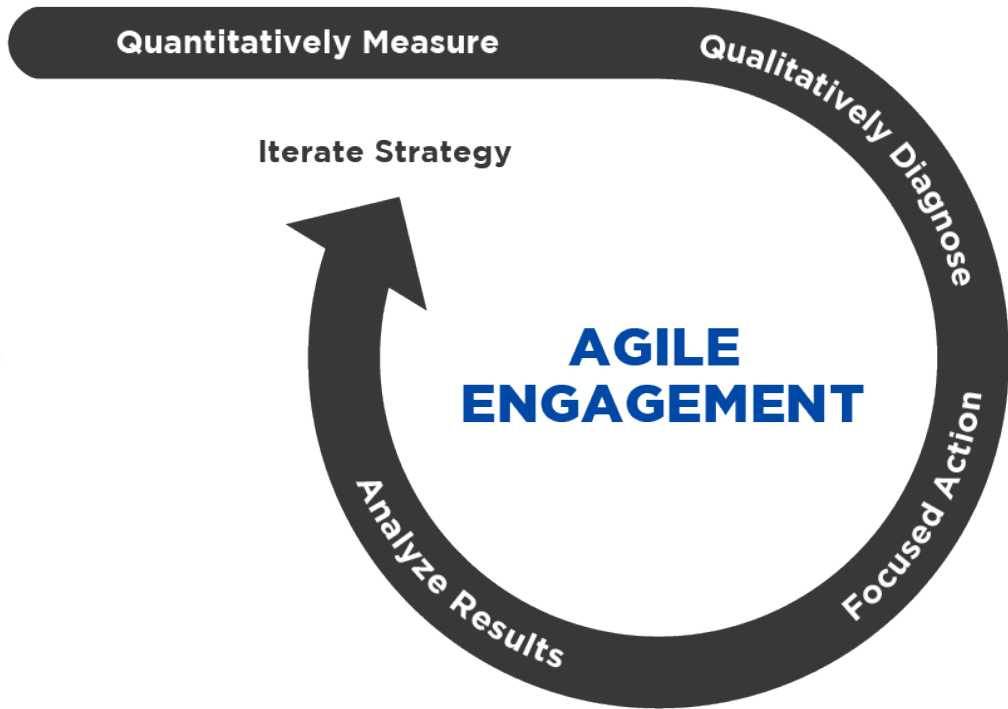 Quantitatively Measure
Qualitatively Diagnose
Focused Action
Analyze Results
Iterate Strategy
AGILE
ENGAGEMENT